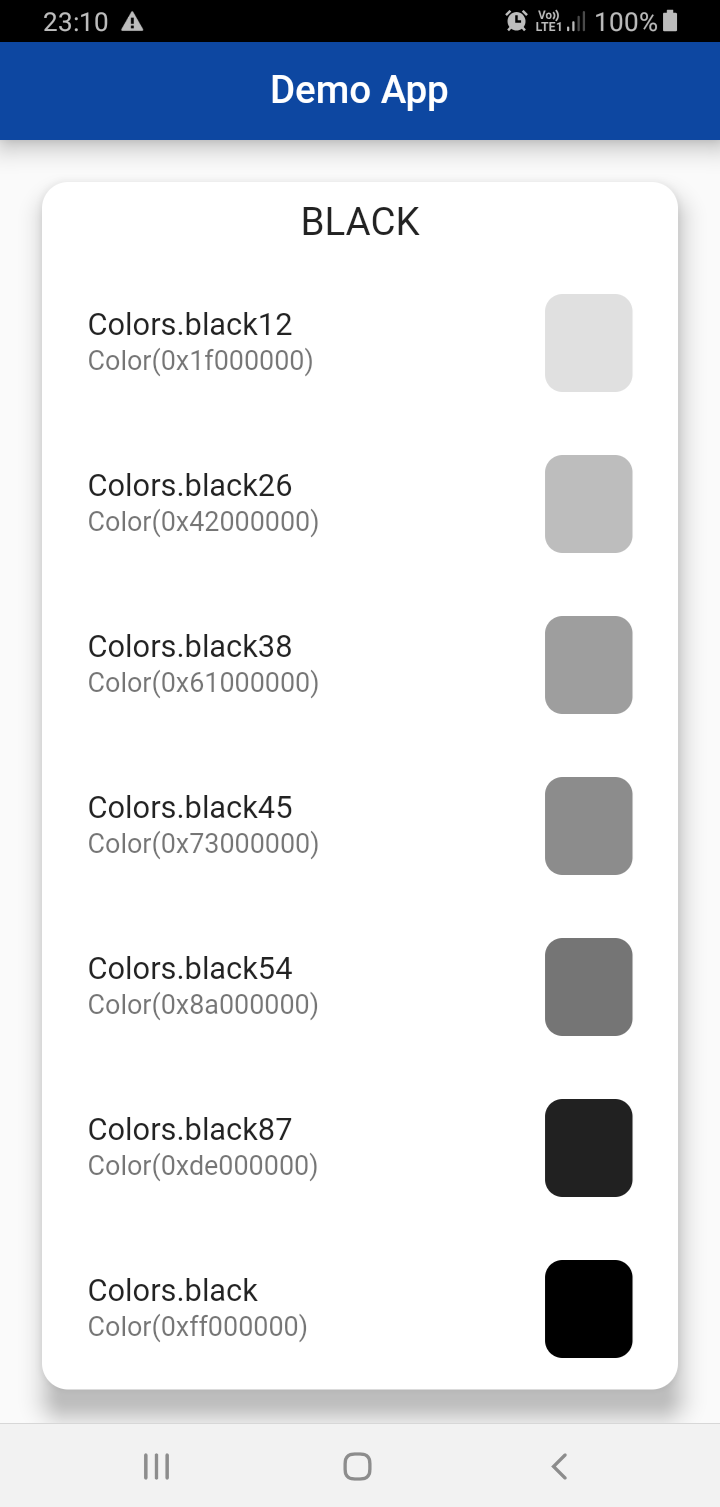 23:10
Vo))
LTE1
100%
Demo App
BLACK
Colors.black12
Color(0x1f000000)
Colors.black26
Color(0x42000000)
Colors.black38
Color(0x61000000)
Colors.black45
Color(0x73000000)
Colors.black54
Color(0x8a000000)
Colors.black87
Color(0xde000000)
Colors.black
Color(0xff000000)